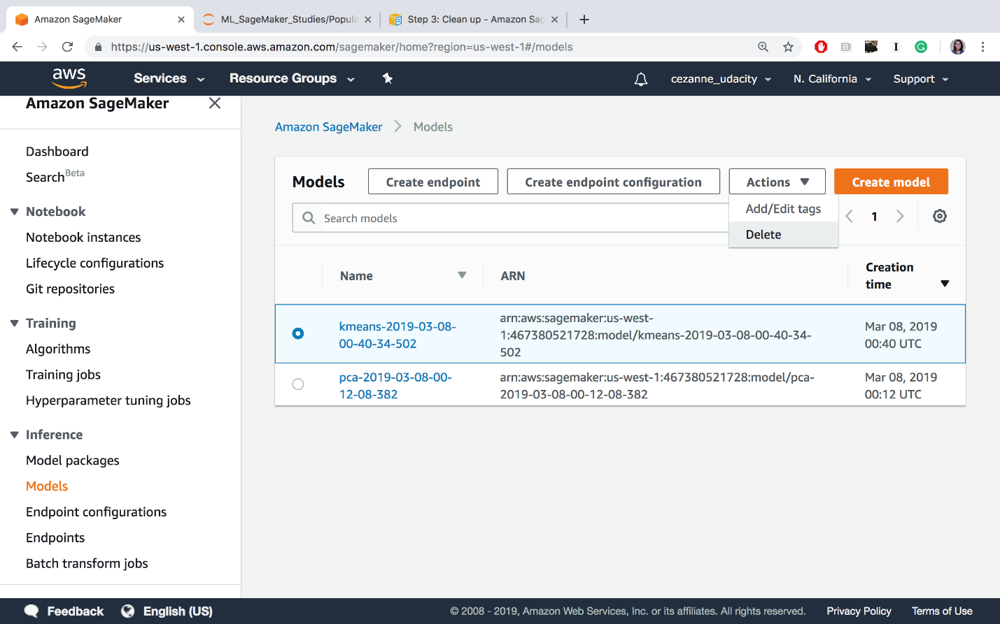 Amazon SageMaker
ML_SageMaker_Studies/Popula
Step 3: Clean up - Amazon Sag
https://us-west-1.console.aws.amazon.com/sagemaker/home?region=us-west-1#/models
aws
Services
Resource Groups
cezanne_udacity
N. California
Support
Amazon SageMaker
Dashboard
Search Beta
Notebook
Notebook instances
Lifecycle configurations
Git repositories
Training
Algorithms
Training jobs
Hyperparameter tuning jobs
Inference
Model packages
Models
Endpoint configurations
Endpoints
Batch transform jobs
Amazon SageMaker
Models
Models
Create endpoint
Create endpoint configuration
Actions
Create model
Add/Edit tags
Delete
Search models
1
Name
ARN
Creation
time
kmeans-2019-03-08-
00-40-34-502
arn:aws:sagemaker:us-west-
1:467380521728:model/kmeans-2019-03-08-00-40-34-
502
Mar 08, 2019
00:40 UTC
pca-2019-03-08-00-
12-08-382
arn:aws:sagemaker:us-west-1:467380521728:model/pca-
2019-03-08-00-12-08-382
Mar 08, 2019
00:12 UTC
Feedback
English (US)
© 2008 - 2019, Amazon Web Services, Inc. or its affiliates. All rights reserved.
Privacy Policy
Terms of Use